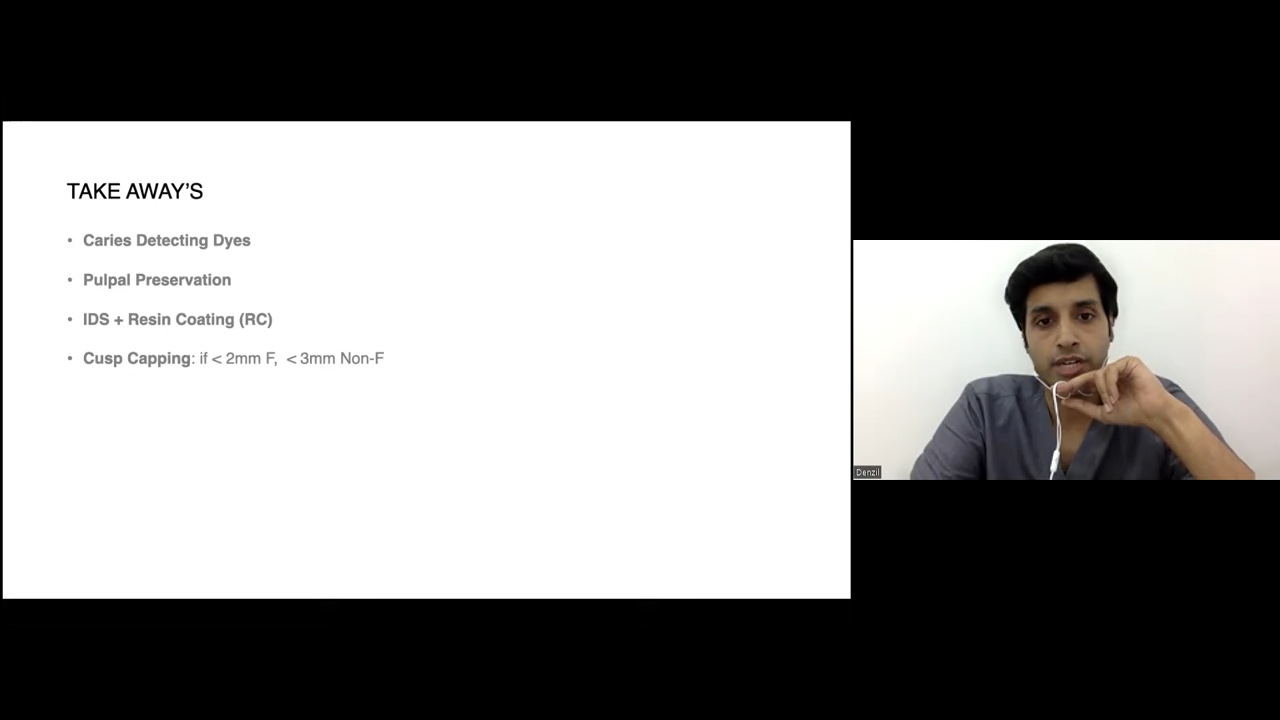 TAKE AWAY’S
• Caries Detecting Dyes
• Pulpal Preservation
• IDS + Resin Coating (RC)
• Cusp Capping: if < 2mm F, < 3mm Non-F
Denzil